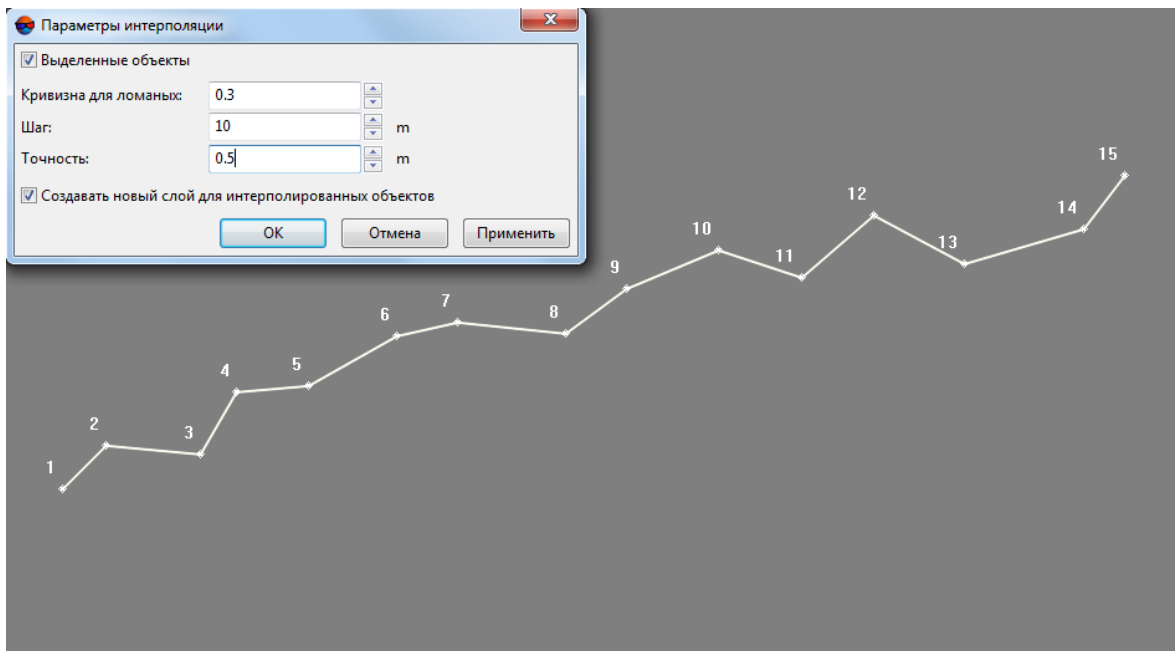 Параметры интерполяции
Выделенные объекты
Кривизна для ломаных: 0.3
Шаг: 10 m
Точность: 0.5 m
Создавать новый слой для интерполированных объектов
ОК Отмена Применить
15
12
14
10
13
11
9
7
8
6
5
4
2
3
1